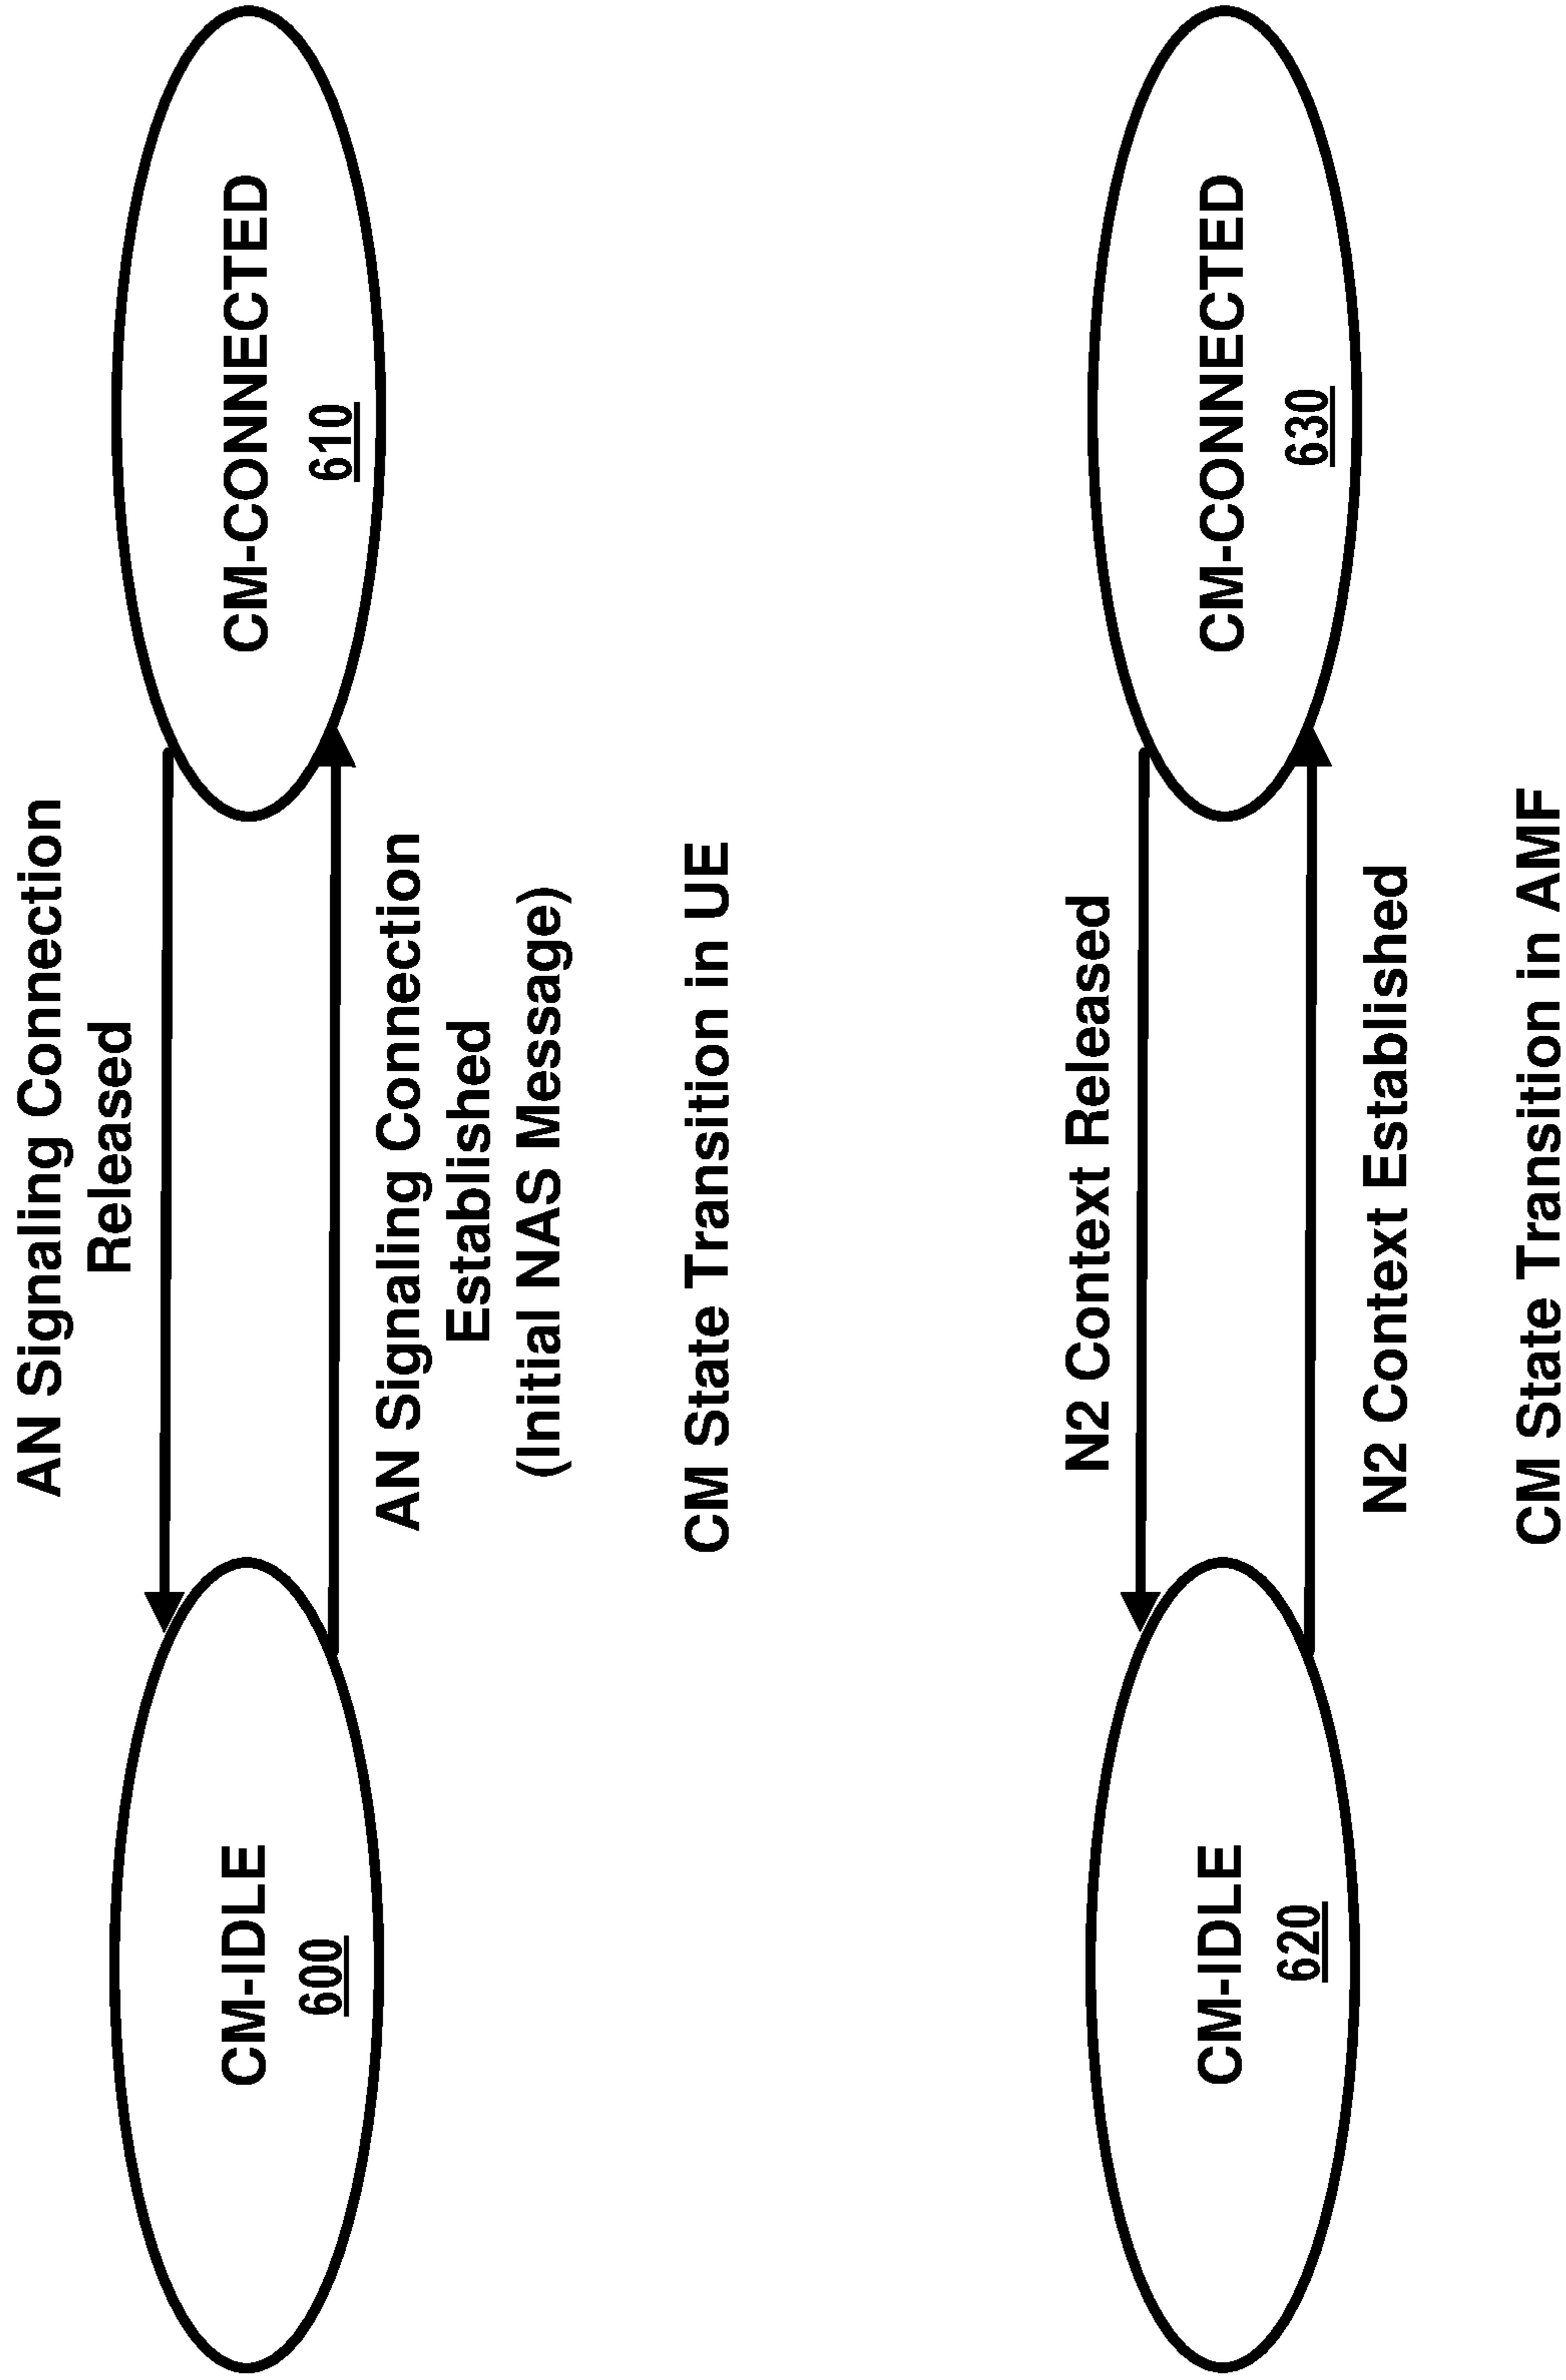 AN Signaling Connection
Released
CM-IDLE
600
CM-CONNECTED
610
AN Signaling Connection
Established
(Initial NAS Message)
CM State Transition in UE
N2 Context Released
CM-IDLE
620
CM-CONNECTED
630
N2 Context Established
CM State Transition in AMF